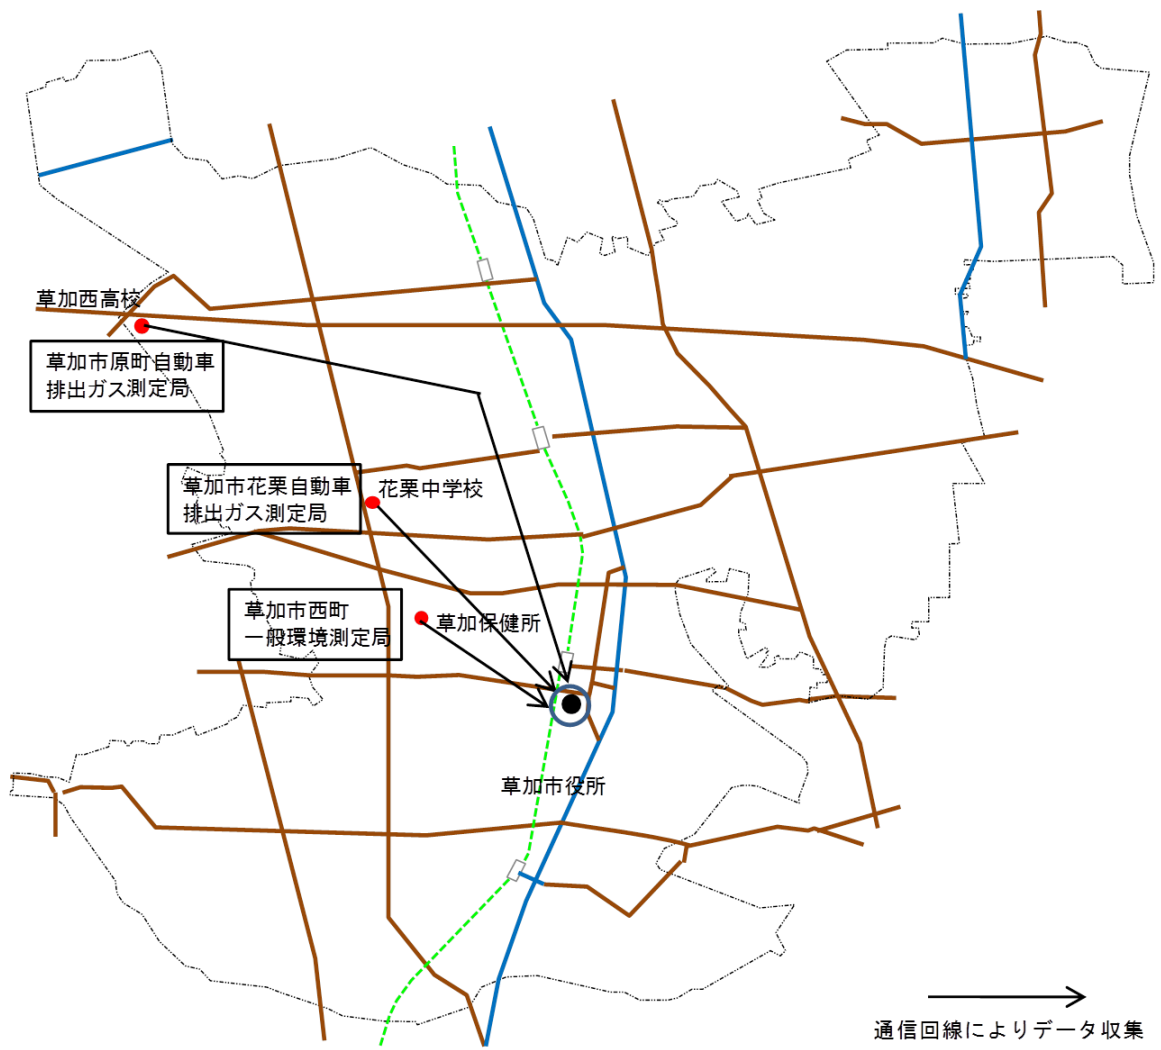 草加西高校
草加市原町自動車
排出ガス測定局
草加市花栗自動車
排出ガス測定局
花栗中学校
草加市西町
一般環境測定局
草加保健所
草加市役所
通信回線によりデータ収集